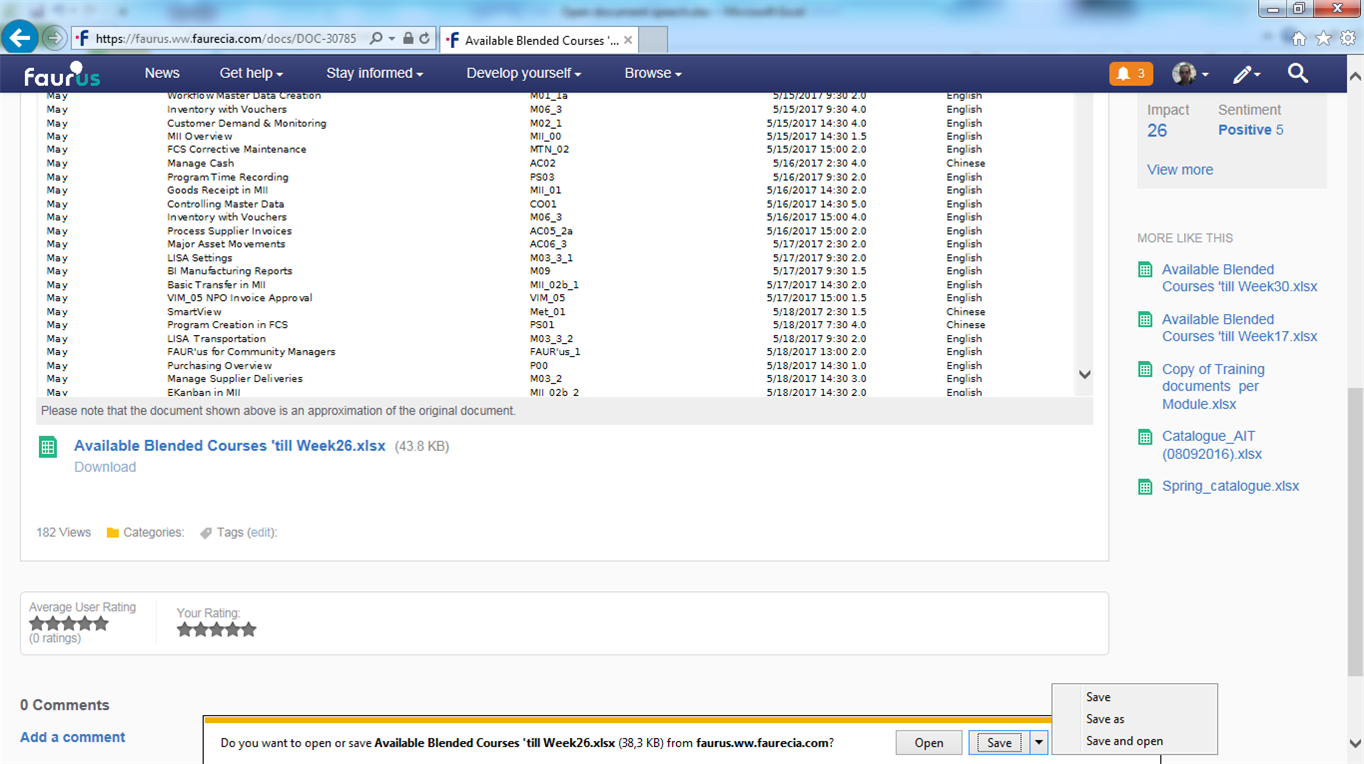 Open document speech.xlsx - Microsoft Excel
https://faurus.ww.faurecia.com/docs/DOC-30785
Available Blended Courses '...
faurus
News Get help Stay informed Develop yourself Browse
3
May Workflow Master Data Creation M01_1a 5/15/2017 9:30 2.0 English
May Inventory with Vouchers M06_3 5/15/2017 9:30 4.0 English
May Customer Demand & Monitoring M02_1 5/15/2017 14:30 4.0 English
May MII Overview MII_00 5/15/2017 14:30 1.5 English
May FCS Corrective Maintenance MTN_02 5/15/2017 15:00 2.0 English
May Manage Cash AC02 5/16/2017 2:30 4.0 Chinese
May Program Time Recording PS03 5/16/2017 9:30 2.0 English
May Goods Receipt in MII MII_01 5/16/2017 14:30 2.0 English
May Controlling Master Data CO01 5/16/2017 14:30 5.0 English
May Inventory with Vouchers M06_3 5/16/2017 15:00 4.0 English
May Process Supplier Invoices AC05_2a 5/16/2017 15:00 2.0 English
May Major Asset Movements AC06_3 5/17/2017 2:30 2.0 English
May LISA Settings M03_3_1 5/17/2017 9:30 2.0 English
May BI Manufacturing Reports M09 5/17/2017 9:30 1.5 English
May Basic Transfer in MII MII_02b_1 5/17/2017 14:30 2.0 English
May VIM_05 NPO Invoice Approval VIM_05 5/17/2017 15:00 1.5 English
May SmartView Met_01 5/18/2017 2:30 1.5 Chinese
May Program Creation in FCS PS01 5/18/2017 7:30 4.0 Chinese
May LISA Transportation M03_3_2 5/18/2017 9:30 2.0 English
May FAUR'us for Community Managers FAUR'us_1 5/18/2017 13:00 2.0 English
May Purchasing Overview P00 5/18/2017 14:30 1.0 English
May Manage Supplier Deliveries M03_2 5/18/2017 14:30 3.0 English
May EKanban in MII MII_02b_2 5/18/2017 14:30 2.0 English
Please note that the document shown above is an approximation of the original document.
Available Blended Courses 'till Week26.xlsx (43.8 KB)
Download
182 Views Categories: Tags (edit):
Average User Rating
(0 ratings)
Your Rating:
0 Comments
Add a comment
Impact Sentiment
26 Positive 5
View more
MORE LIKE THIS
Available Blended
Courses 'till Week30.xlsx
Available Blended
Courses 'till Week17.xlsx
Copy of Training
documents per
Module.xlsx
Catalogue_AIT
(08092016).xlsx
Spring_catalogue.xlsx
Do you want to open or save Available Blended Courses 'till Week26.xlsx (38,3 KB) from faurus.ww.faurecia.com?
Open Save
Save
Save as
Save and open